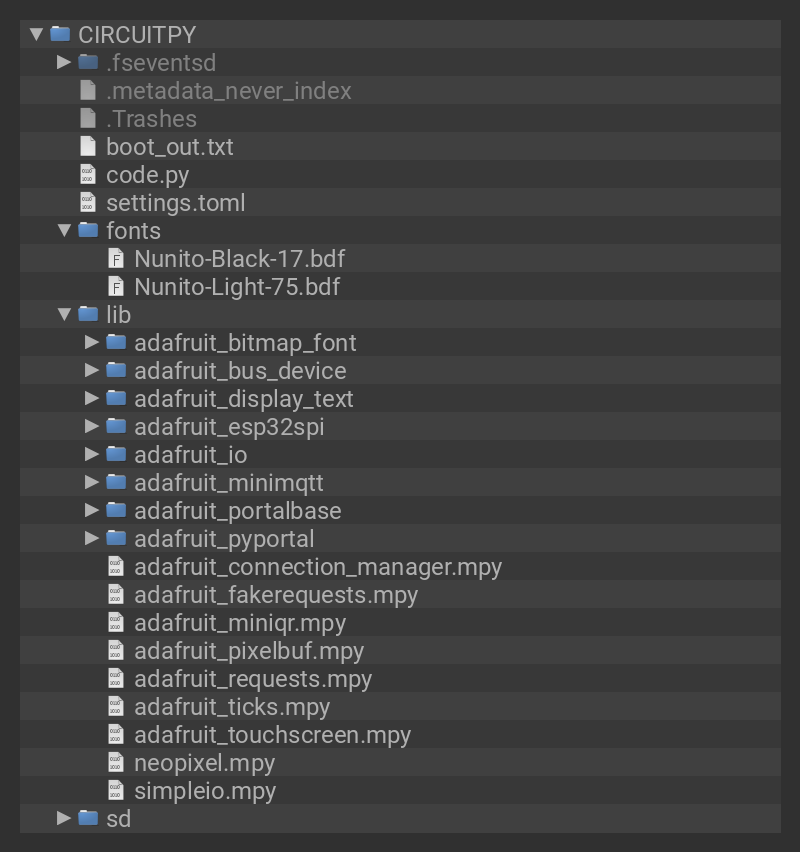 CIRCUITPY
.fseventsd
.metadata_never_index
.Trashes
boot_out.txt
code.py
settings.toml
fonts
Nunito-Black-17.bdf
Nunito-Light-75.bdf
lib
adafruit_bitmap_font
adafruit_bus_device
adafruit_display_text
adafruit_esp32spi
adafruit_io
adafruit_minimqtt
adafruit_portalbase
adafruit_pyportal
adafruit_connection_manager.mpy
adafruit_fakerequests.mpy
adafruit_miniqr.mpy
adafruit_pixelbuf.mpy
adafruit_requests.mpy
adafruit_ticks.mpy
adafruit_touchscreen.mpy
neopixel.mpy
simpleio.mpy
sd